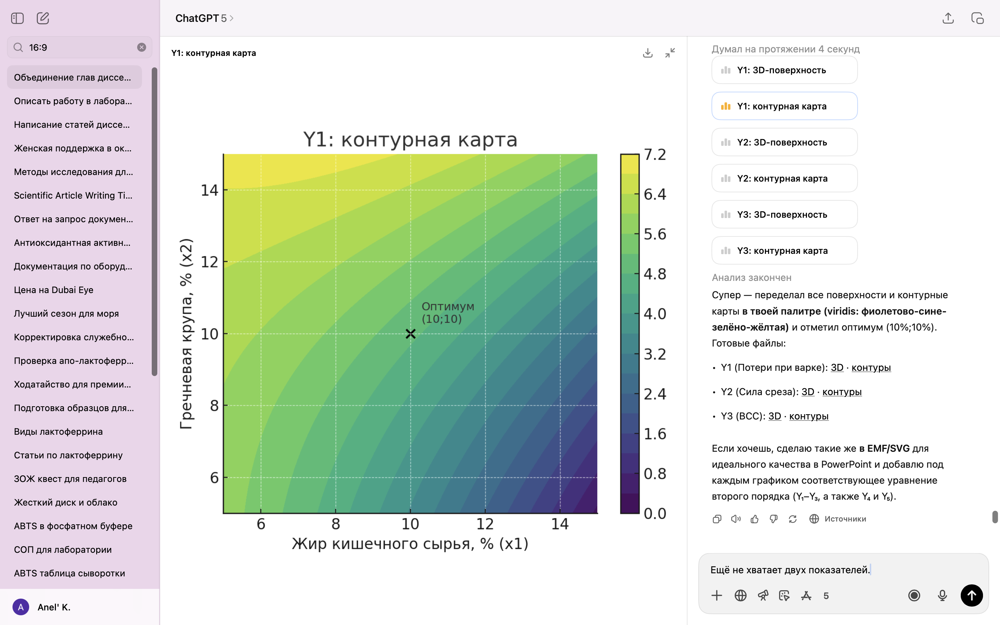 16:9
Объединение глав диссе...
Описать работу в лабора...
Написание статей диссе...
Женская поддержка в ок...
Методы исследования дл...
Scientific Article Writing Ti...
Ответ на запрос докумен...
Антиоксидантная активн...
Документация по оборуд...
Цена на Dubai Eye
Лучший сезон для моря
Корректировка служебно...
Проверка апо-лактоферр...
Ходатайство для премии...
Подготовка образцов для...
Виды лактоферрина
Статьи по лактоферрину
ЗОЖ квест для педагогов
Жесткий диск и облако
ABTS в фосфатном буфере
СОП для лаборатории
ABTS таблица сыворотки
A
Anel' K.
ChatGPT 5 >
Y1: контурная карта
Y1: контурная карта
Гречневая крупа, % (x2)
14
12
10
8
6
Оптимум
(10;10)
6 8 10 12 14
Жир кишечного сырья, % (x1)
7.2
6.4
5.6
4.8
4.0
3.2
2.4
1.6
0.8
0.0
Думал на протяжении 4 секунд
Y1: 3D-поверхность
Y1: контурная карта
Y2: 3D-поверхность
Y2: контурная карта
Y3: 3D-поверхность
Y3: контурная карта
Анализ закончен
Супер — переделал все поверхности и контурные
карты в твоей палитре (viridis: фиолетово-сине-
зелёно-жёлтая) и отметил оптимум (10%;10%).
Готовые файлы:
• Y1 (Потери при варке): 3D · контуры
• Y2 (Сила среза): 3D · контуры
• Y3 (ВСС): 3D · контуры
Если хочешь, сделаю такие же в EMF/SVG для
идеального качества в PowerPoint и добавлю под
каждым графиком соответствующее уравнение
второго порядка (Y₁–Y₃, а также Y₄ и Y₅).
Источники
Ещё не хватает двух показателей.
5